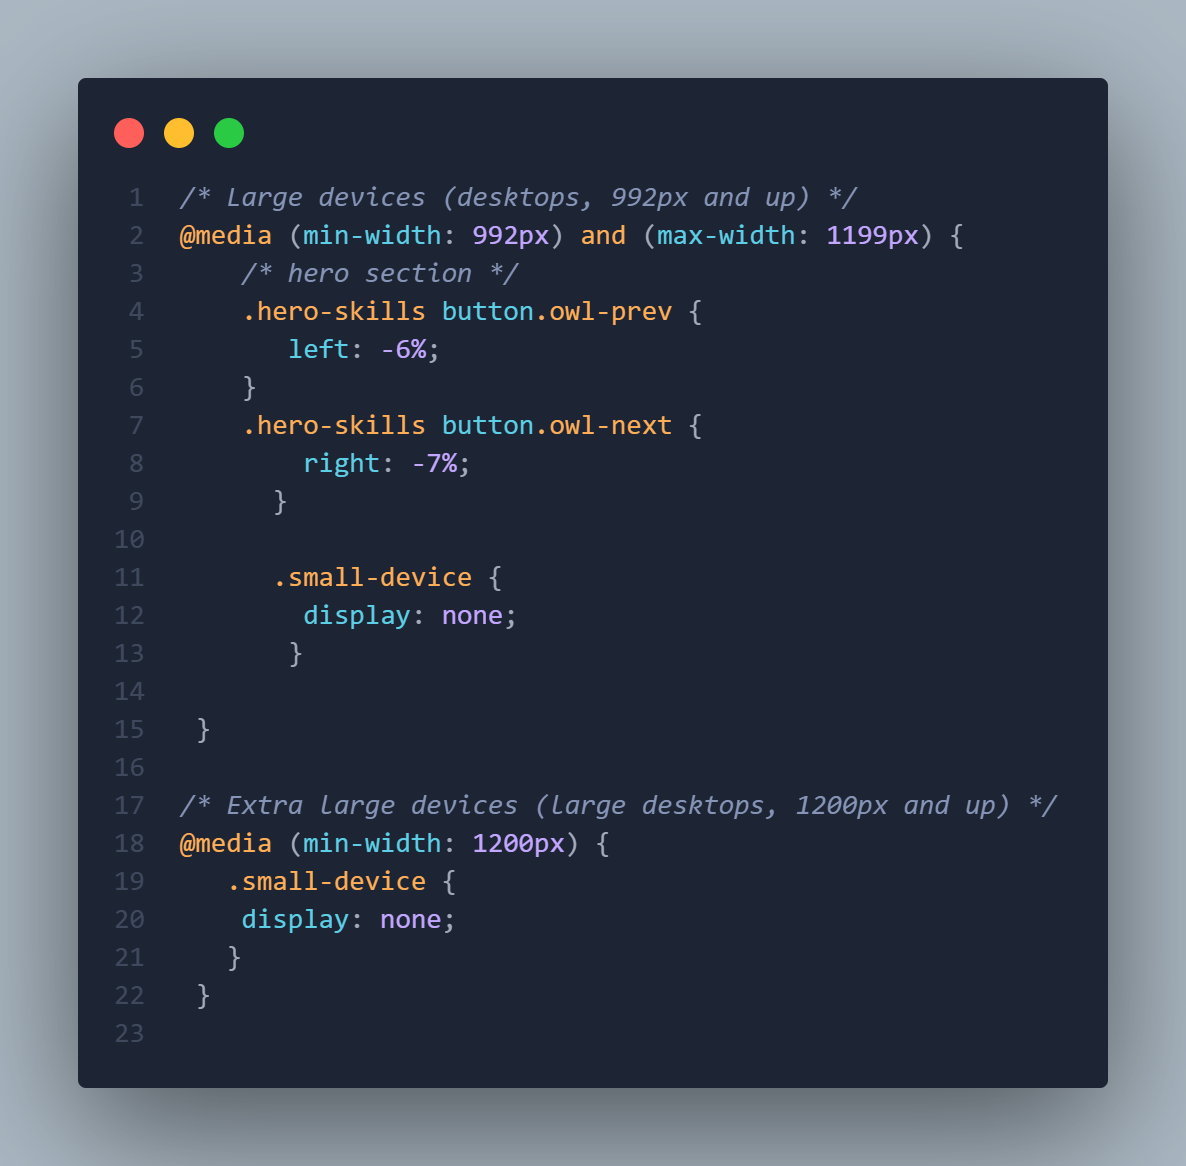 1 /* Large devices (desktops, 992px and up) */
2 @media (min-width: 992px) and (max-width: 1199px) {
3     /* hero section */
4     .hero-skills button.owl-prev {
5        left: -6%;
6     }
7     .hero-skills button.owl-next {
8         right: -7%;
9       }
10
11       .small-device {
12         display: none;
13        }
14
15  }
16
17 /* Extra large devices (large desktops, 1200px and up) */
18 @media (min-width: 1200px) {
19    .small-device {
20     display: none;
21    }
22  }
23